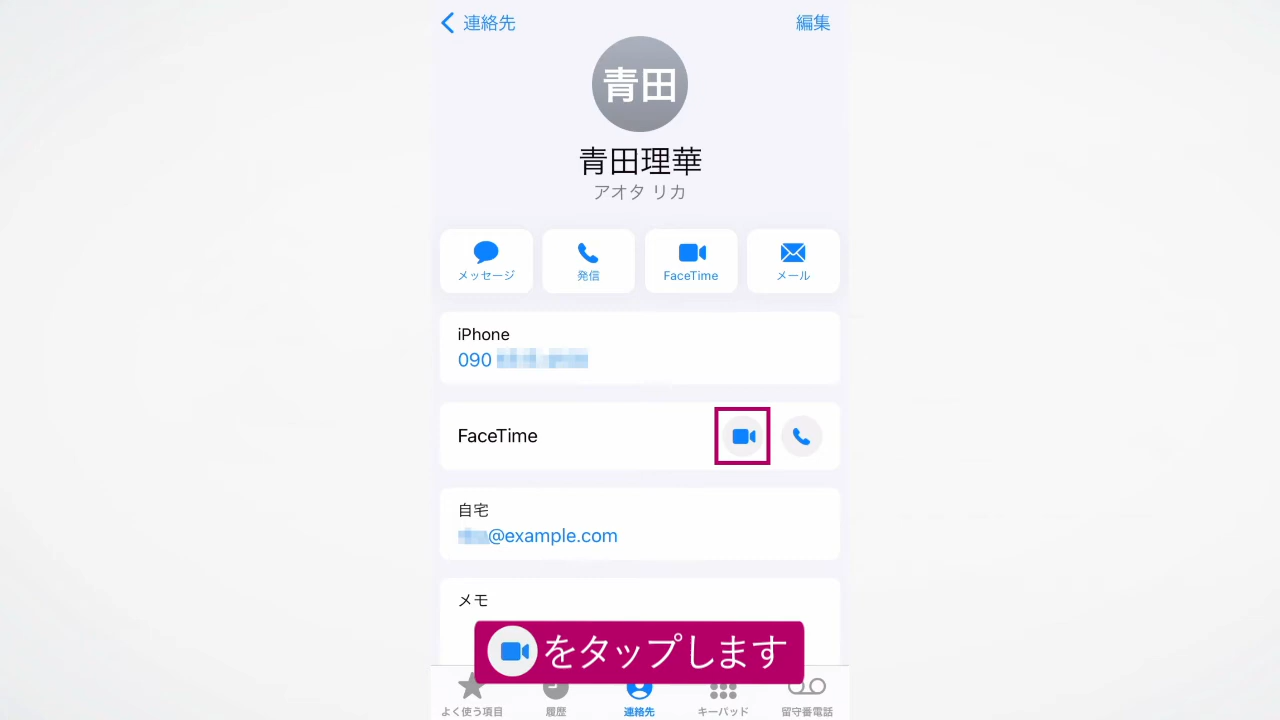 連絡先
編集
青田
青田理華
アオタ リカ
メッセージ
発信
FaceTime
メール
iPhone
090
FaceTime
自宅
@example.com
メモ
をタップします
よく使う項目
履歴
連絡先
キーパッド
留守番電話